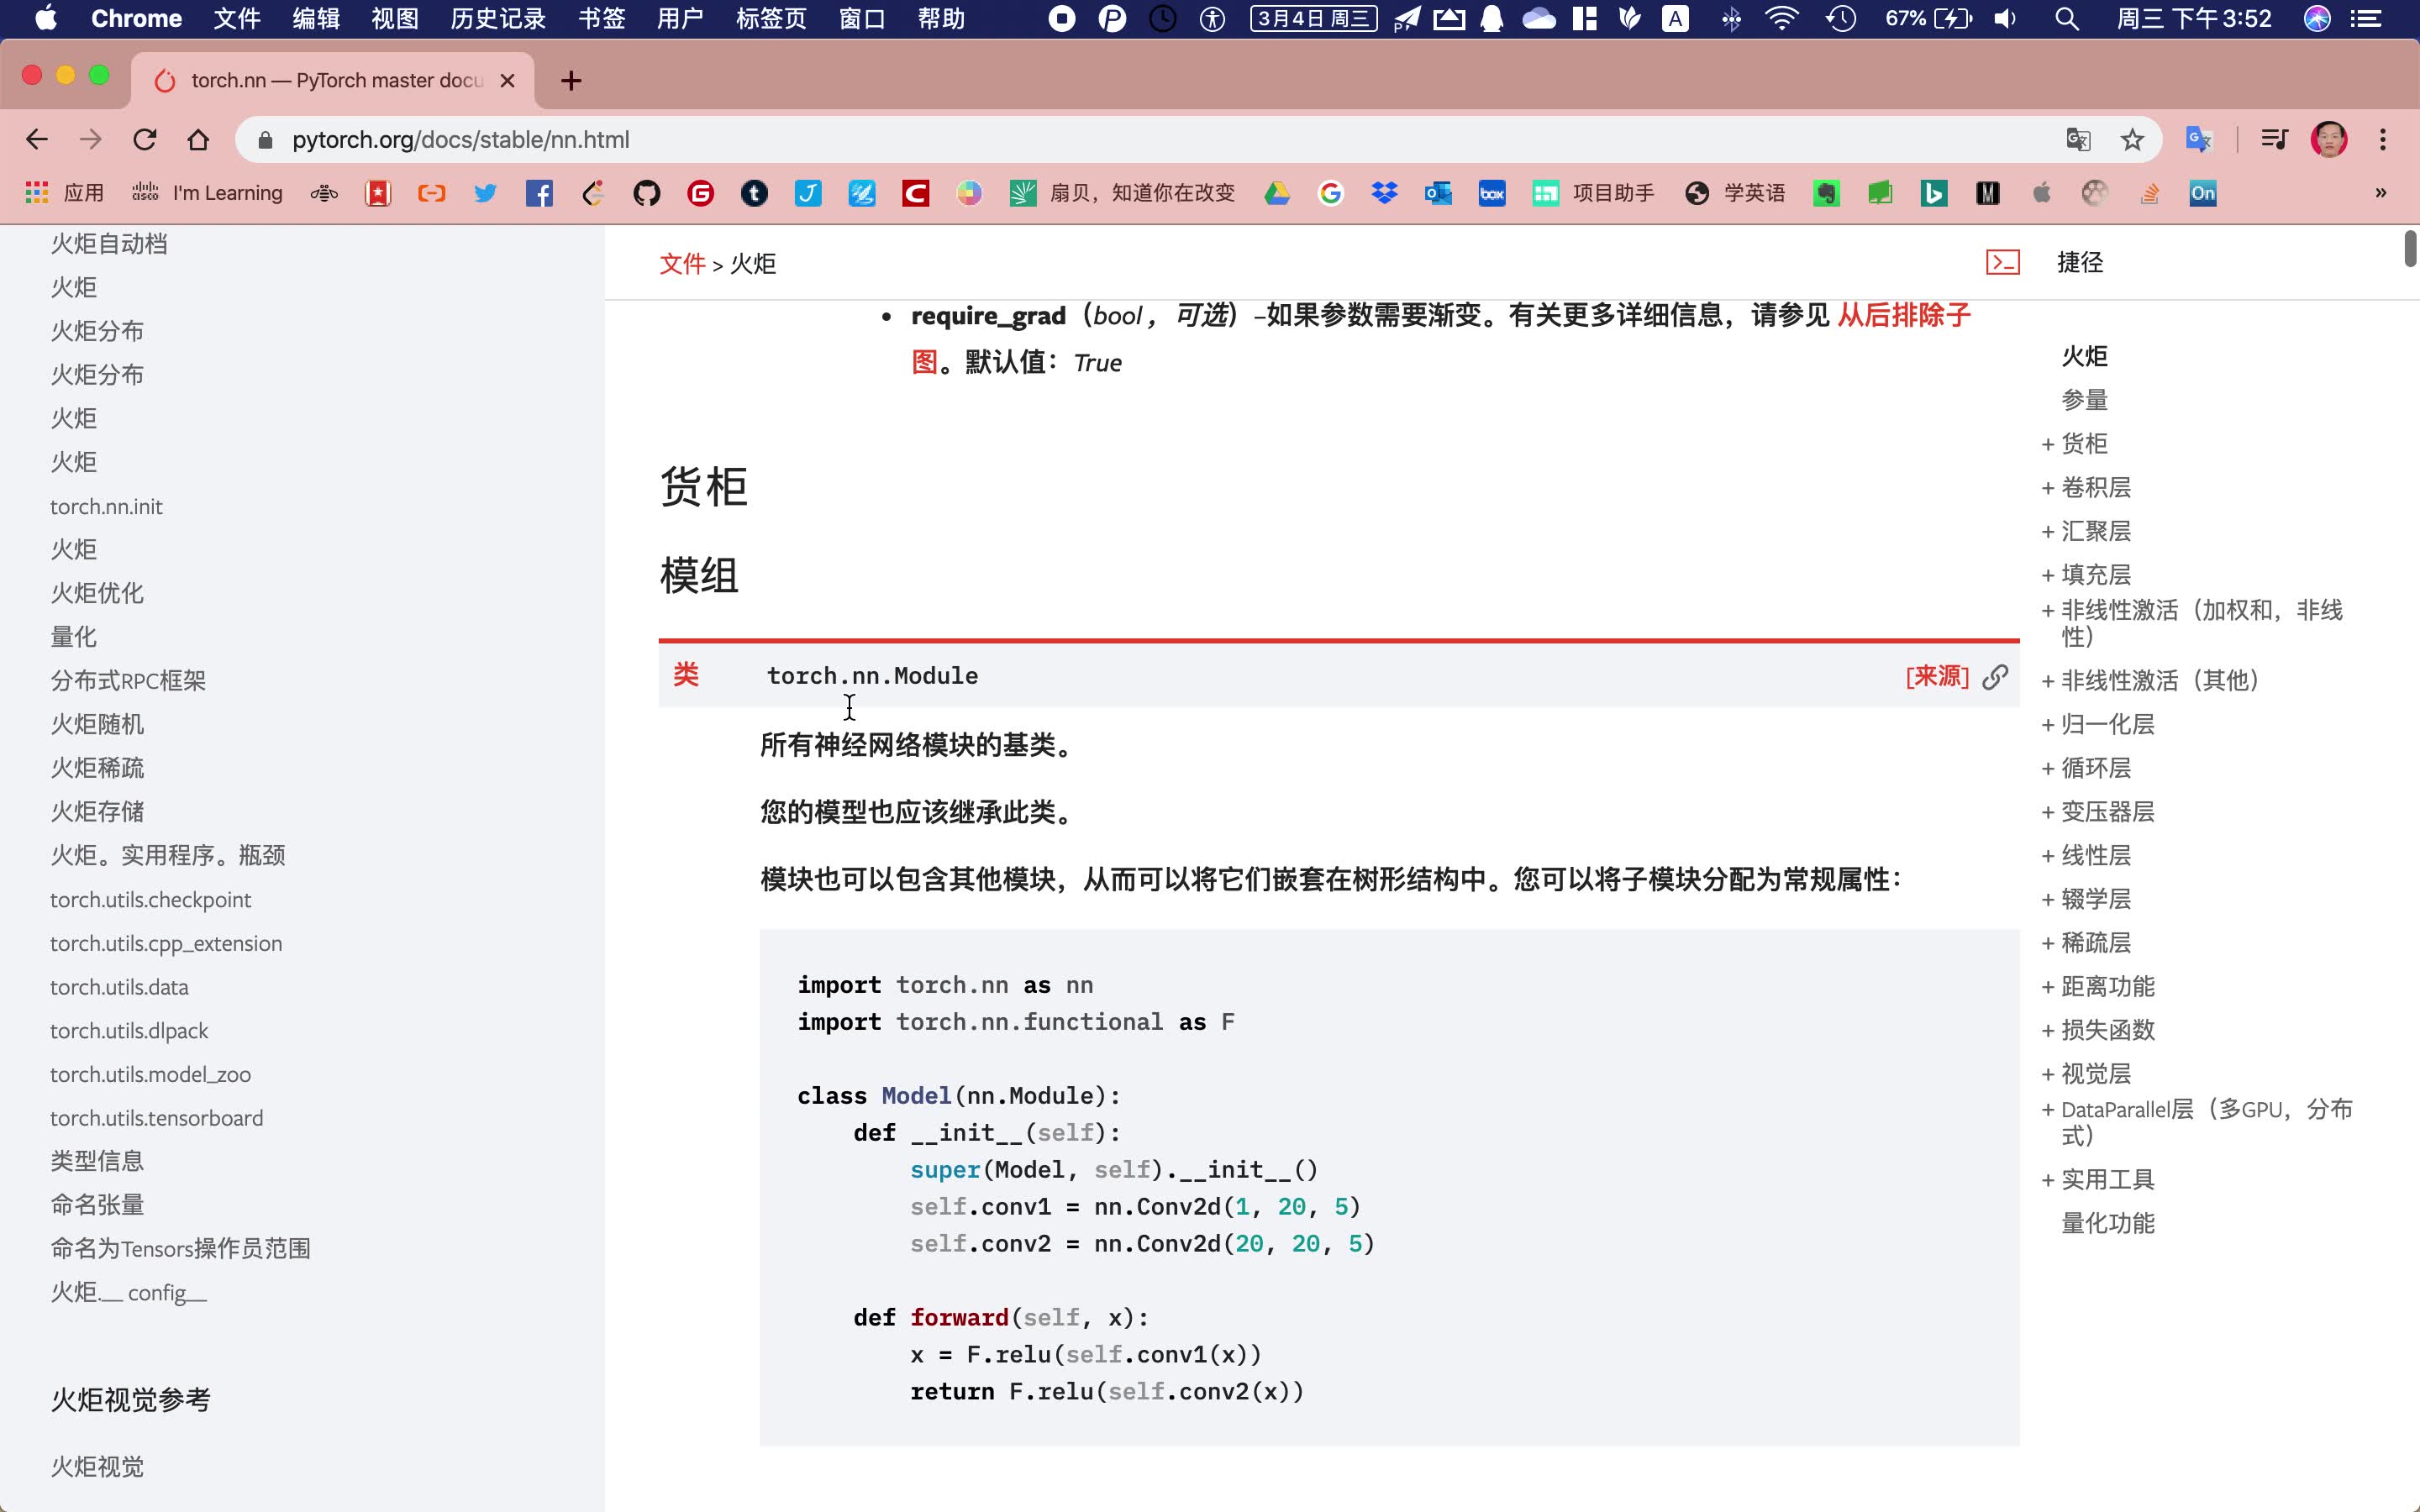 Chrome 文件 编辑 视图 历史记录 书签 用户 标签页 窗口 帮助 3月4日 周三 A 67% 周三 下午3:52
torch.nn — PyTorch master docu
pytorch.org/docs/stable/nn.html
应用 I'm Learning 扇贝，知道你在改变 box 项目助手 学英语 On »
火炬自动档
火炬
火炬分布
火炬分布
火炬
火炬
torch.nn.init
火炬
火炬优化
量化
分布式RPC框架
火炬随机
火炬稀疏
火炬存储
火炬。实用程序。瓶颈
torch.utils.checkpoint
torch.utils.cpp_extension
torch.utils.data
torch.utils.dlpack
torch.utils.model_zoo
torch.utils.tensorboard
类型信息
命名张量
命名为Tensors操作员范围
火炬.__ config__
火炬视觉参考
火炬视觉
文件 > 火炬
• require_grad（bool，可选）–如果参数需要渐变。有关更多详细信息，请参见 从后排除子
图。默认值：True
货柜
模组
类 torch.nn.Module [来源]
所有神经网络模块的基类。
您的模型也应该继承此类。
模块也可以包含其他模块，从而可以将它们嵌套在树形结构中。您可以将子模块分配为常规属性：
import torch.nn as nn
import torch.nn.functional as F
class Model(nn.Module):
    def __init__(self):
        super(Model, self).__init__()
        self.conv1 = nn.Conv2d(1, 20, 5)
        self.conv2 = nn.Conv2d(20, 20, 5)
    def forward(self, x):
        x = F.relu(self.conv1(x))
        return F.relu(self.conv2(x))
捷径
火炬
参量
+ 货柜
+ 卷积层
+ 汇聚层
+ 填充层
+ 非线性激活（加权和，非线
性）
+ 非线性激活（其他）
+ 归一化层
+ 循环层
+ 变压器层
+ 线性层
+ 辍学层
+ 稀疏层
+ 距离功能
+ 损失函数
+ 视觉层
+ DataParallel层（多GPU，分布
式）
+ 实用工具
量化功能